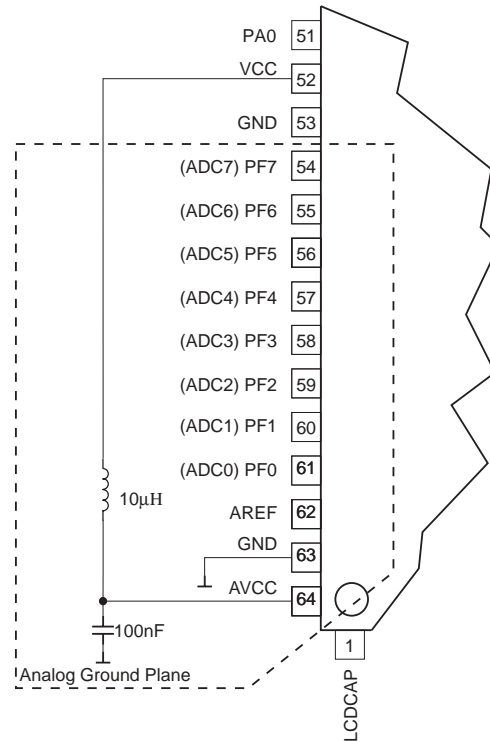 PA0 51
VCC 52
GND 53
(ADC7) PF7 54
(ADC6) PF6 55
(ADC5) PF5 56
(ADC4) PF4 57
(ADC3) PF3 58
(ADC2) PF2 59
(ADC1) PF1 60
(ADC0) PF0 61
10μH
AREF 62
GND 63
AVCC 64
100nF
1
Analog Ground Plane
LCDCAP